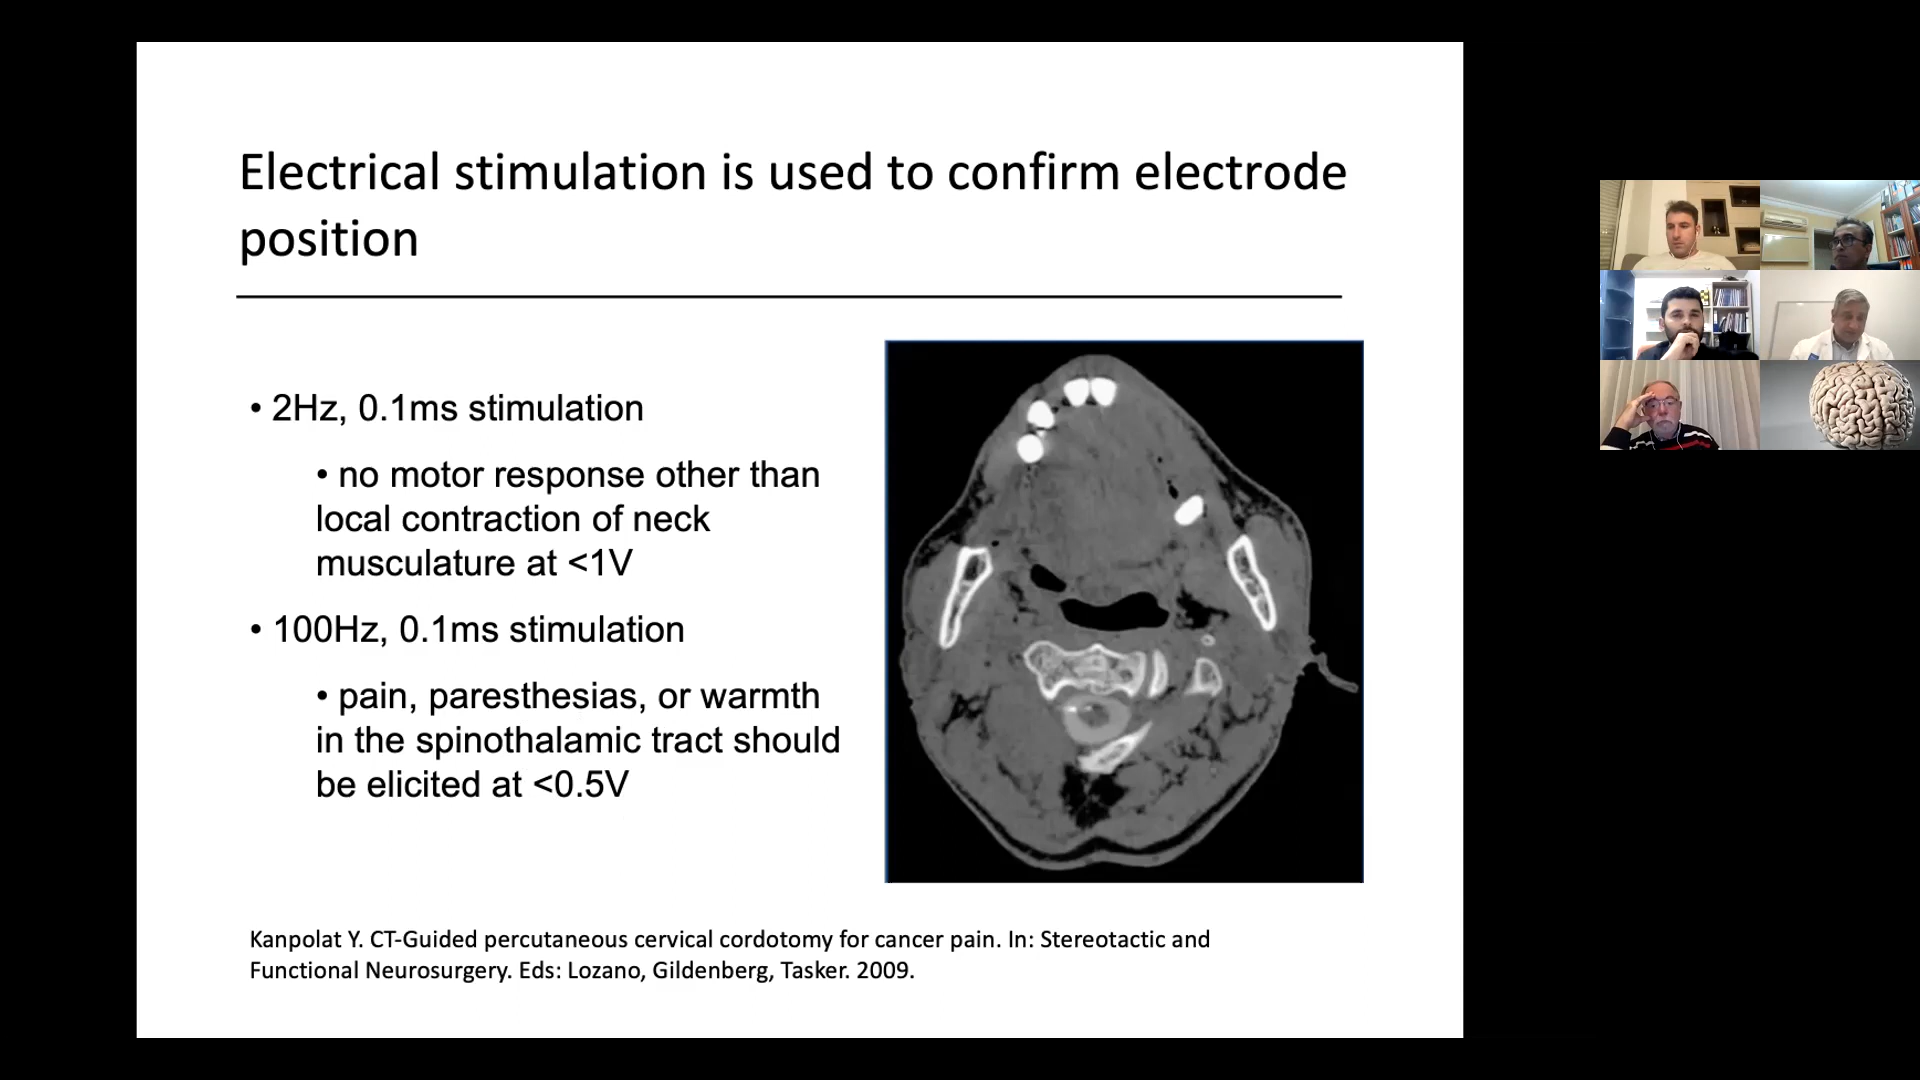 Electrical stimulation is used to confirm electrode
position
• 2Hz, 0.1ms stimulation
• no motor response other than
local contraction of neck
musculature at <1V
• 100Hz, 0.1ms stimulation
• pain, paresthesias, or warmth
in the spinothalamic tract should
be elicited at <0.5V
Kanpolat Y. CT-Guided percutaneous cervical cordotomy for cancer pain. In: Stereotactic and
Functional Neurosurgery. Eds: Lozano, Gildenberg, Tasker. 2009.